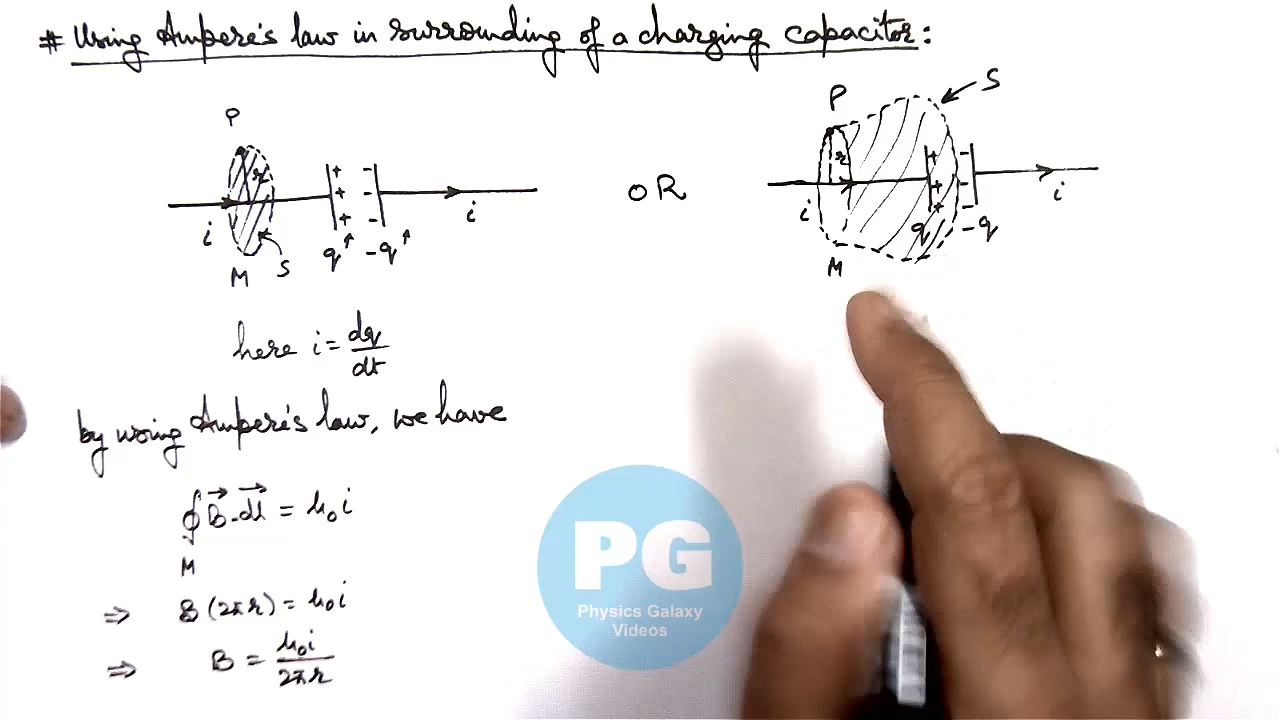 # Using Ampere's law in surrounding of a charging capacitor:
P
r
i
M
S
+
+
+
-
-
-
q↑
-q↑
i
OR
P
r
S
i
M
+
+
+
-
-
-
q
-q
i
here i = dq/dt
by using Ampere's law, we have
∮ B⃗·dl⃗ = μ₀i
M
⇒ B(2πr) = μ₀i
⇒ B = μ₀i/2πr
PG
Physics Galaxy
Videos